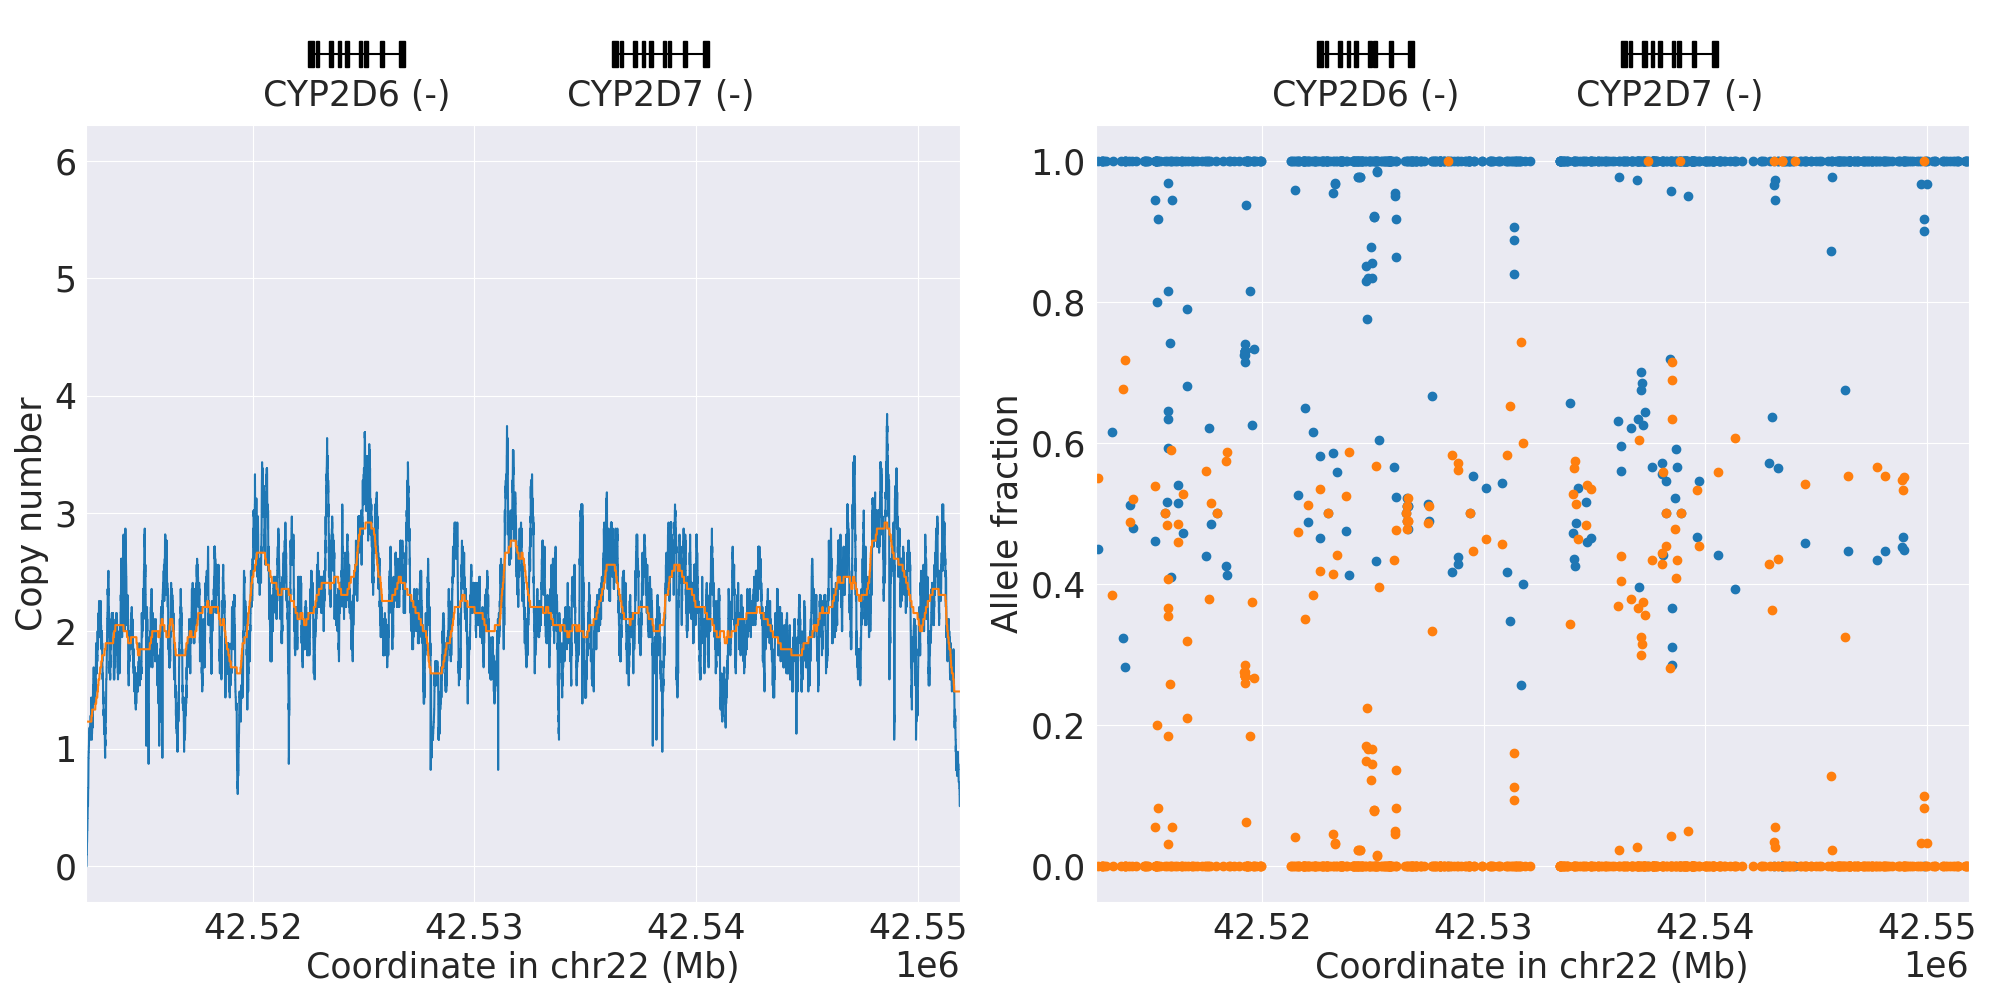 CYP2D6 (-) CYP2D7 (-)
6
5
4
3
2
1
0
Copy number
42.52 42.53 42.54 42.55
Coordinate in chr22 (Mb) 1e6
CYP2D6 (-) CYP2D7 (-)
1.0
0.8
0.6
0.4
0.2
0.0
Allele fraction
42.52 42.53 42.54 42.55
Coordinate in chr22 (Mb) 1e6